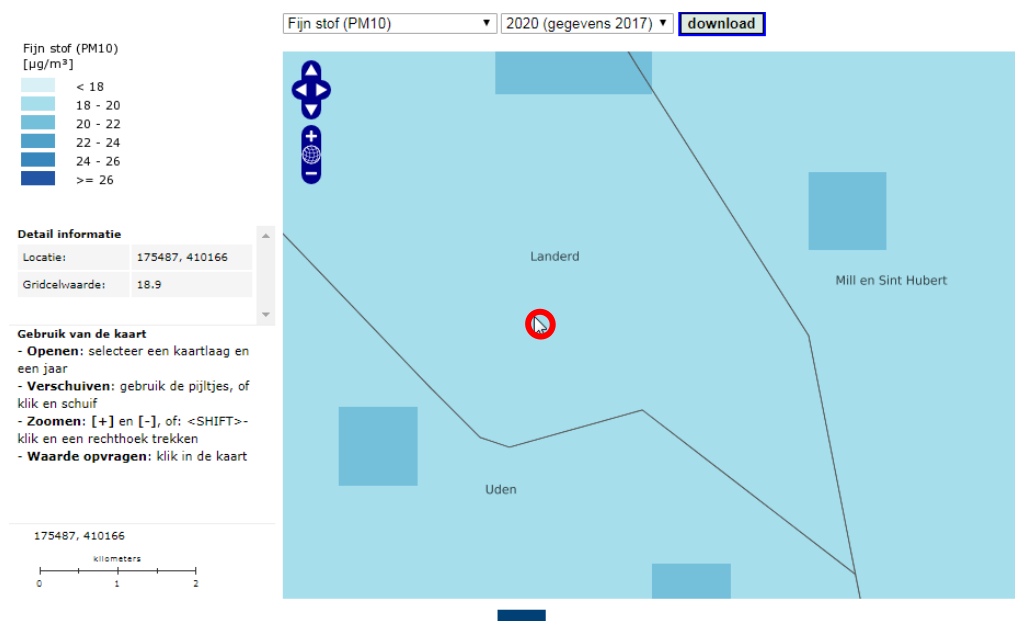 Fijn stof (PM10) 2020 (gegevens 2017) download
Fijn stof (PM10)
[µg/m³]
< 18
18 - 20
20 - 22
22 - 24
24 - 26
>= 26
Detail informatie
Locatie: 175487, 410166
Gridcelwaarde: 18.9
Gebruik van de kaart
- Openen: selecteer een kaartlaag en
een jaar
- Verschuiven: gebruik de pijltjes, of
klik en schuif
- Zoomen: [+] en [-], of: <SHIFT>-
klik en een rechthoek trekken
- Waarde opvragen: klik in de kaart
175487, 410166
kilometers
0 1 2
Landerd
Mill en Sint Hubert
Uden